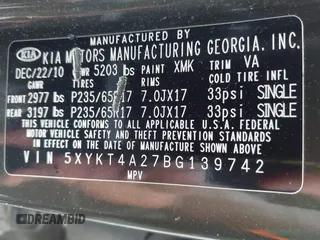 MANUFACTURED BY
KIA KIA MOTORS MANUFACTURING GEORGIA, INC.
DEC/22/10 GVWR 5203 lbs PAINT XMK TRIM VA
GAWR TIRES RIMS COLD TIRE INFL
FRONT 2977 lbs P235/65R17 7.0JX17 33psi SINGLE
REAR 3197 lbs P235/65R17 7.0JX17 33psi SINGLE
THIS VEHICLE CONFORMS TO ALL APPLICABLE U.S. FEDERAL
MOTOR VEHICLE SAFETY AND THEFT PREVENTION STANDARDS
IN EFFECT ON THE DATE OF MANUFACTURE SHOWN ABOVE.
VIN 5XYKT4A27BG139742
MPV
DREAMBID